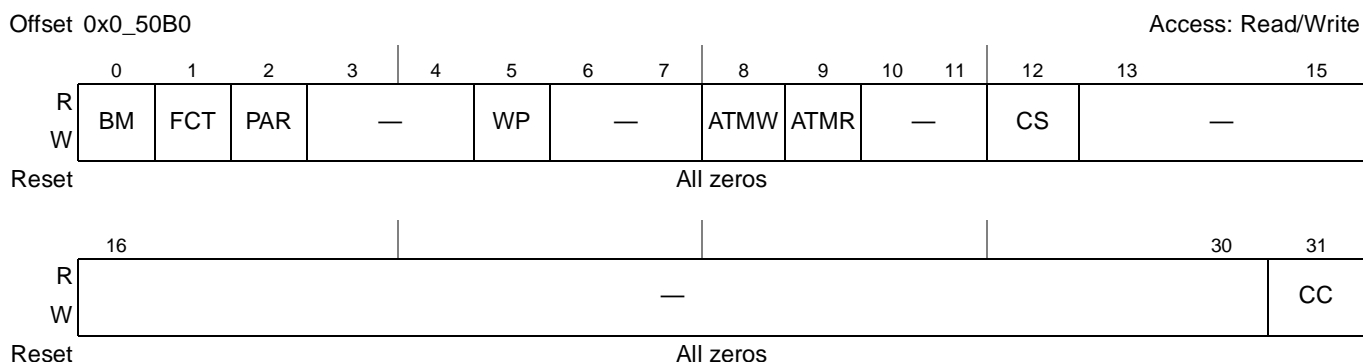 Offset 0x0_50B0 Access: Read/Write
0 1 2 3 4 5 6 7 8 9 10 11 12 13 15
R
W
BM FCT PAR — WP — ATMW ATMR — CS —
Reset All zeros
16 30 31
R
W
— CC
Reset All zeros